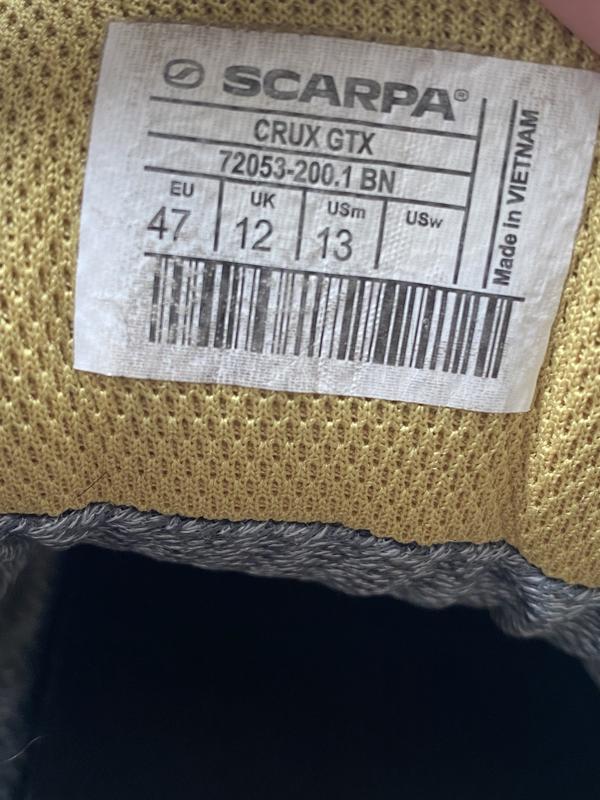 SCARPA®
CRUX GTX
72053-200.1 BN
EU UK USm USw
47 12 13
Made in VIETNAM